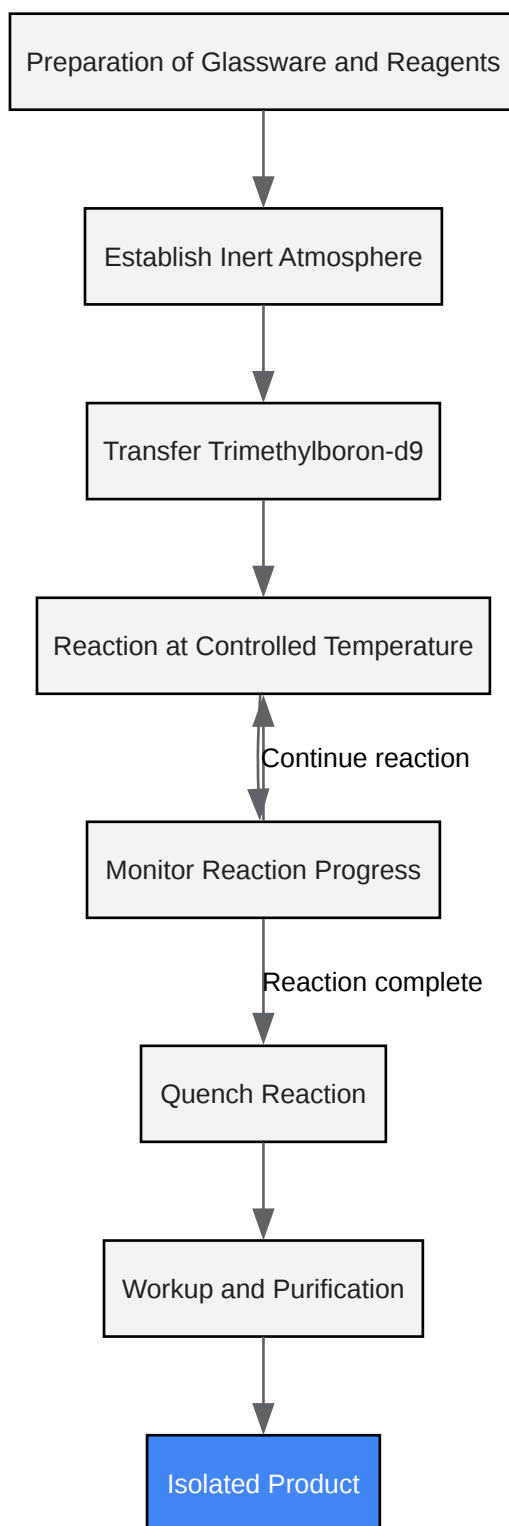 Preparation of Glassware and Reagents
Establish Inert Atmosphere
Transfer Trimethylboron-d9
Reaction at Controlled Temperature
Continue reaction
Monitor Reaction Progress
Reaction complete
Quench Reaction
Workup and Purification
Isolated Product